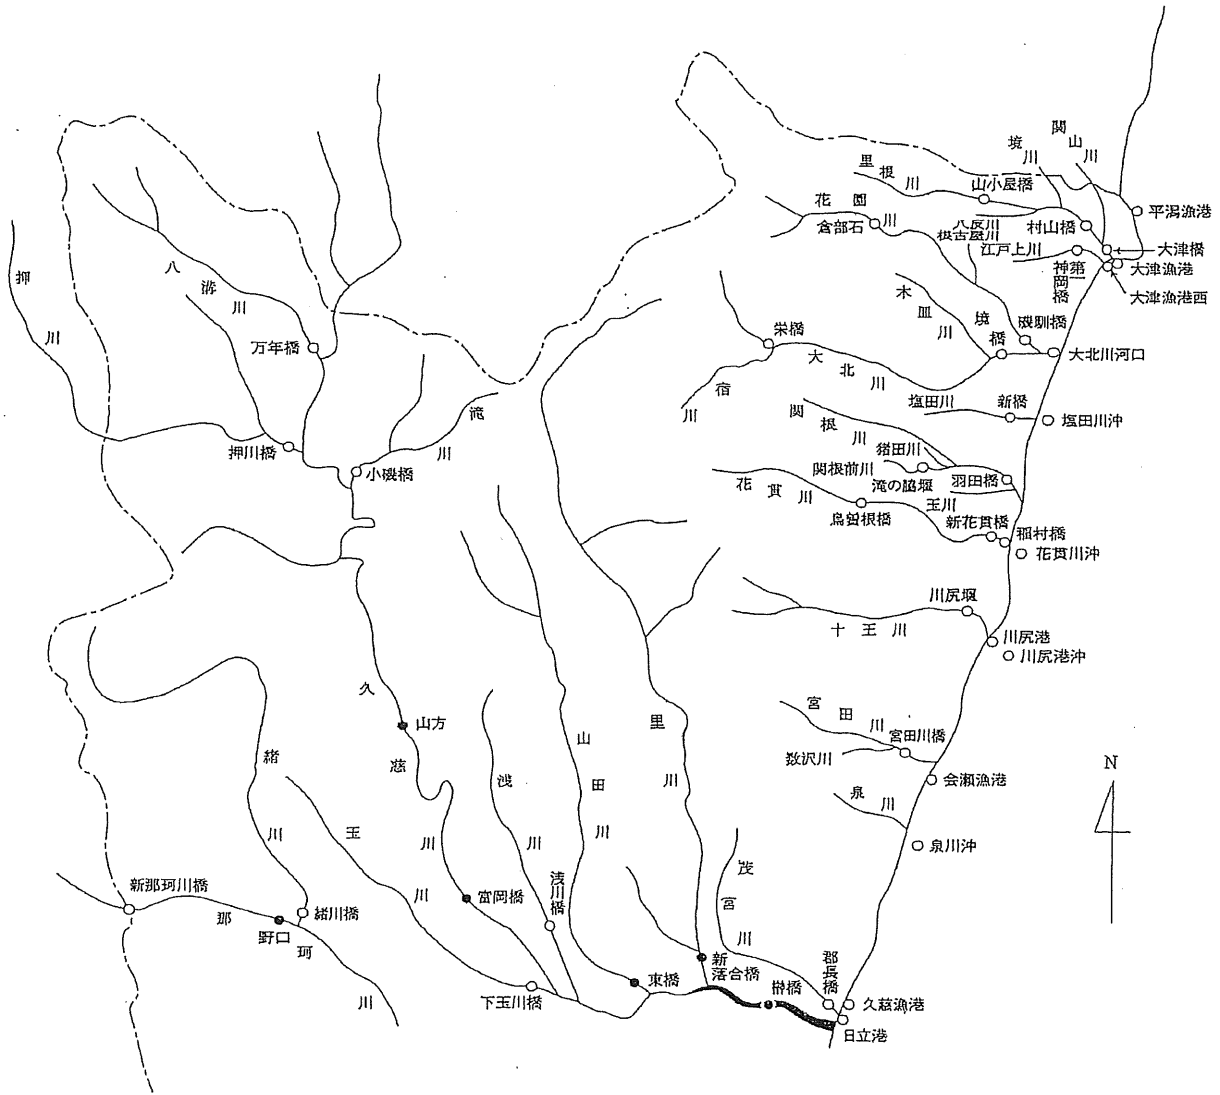 関山川
境川
里根川
山小屋橋
平潟漁港
花園川
倉部石
八反川
根古屋川
村山橋
江戸上川
大津橋
神岡橋
第一
大津漁港
大津漁港西
押川
八溝川
木皿川
境橋
磯馴橋
万年橋
栄橋
大北川
大北川河口
宿川
塩田川
新橋
塩田川沖
滝川
関根川
猪田川
押川橋
小磯橋
関根前川
滝の脇堰
羽田橋
花貫川
玉川
鳥曽根橋
新花貫橋
稲村橋
花貫川沖
川尻堰
十王川
川尻港
川尻港沖
久慈川
山方
里川
宮田川
宮田川橋
数沢川
会瀬漁港
緒川
浅川
山田川
泉川
泉川沖
玉川
茂宮川
新那珂川橋
那珂川
緒川橋
野口
富岡橋
浅川橋
新落合橋
郡長橋
東橋
榊橋
下玉川橋
久慈漁港
日立港
N